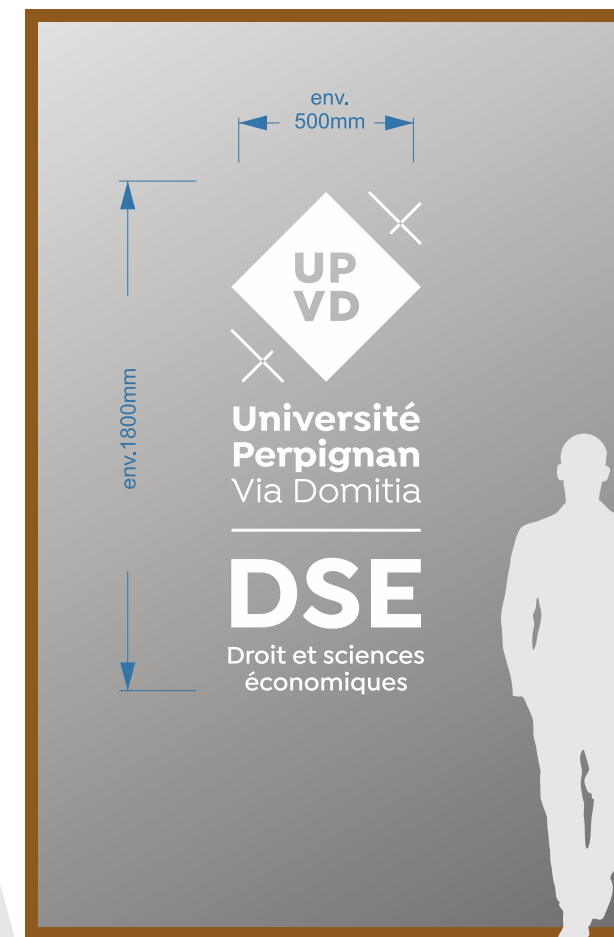 env.
500mm
env.1800mm
UP
VD
Université
Perpignan
Via Domitia
DSE
Droit et sciences
économiques